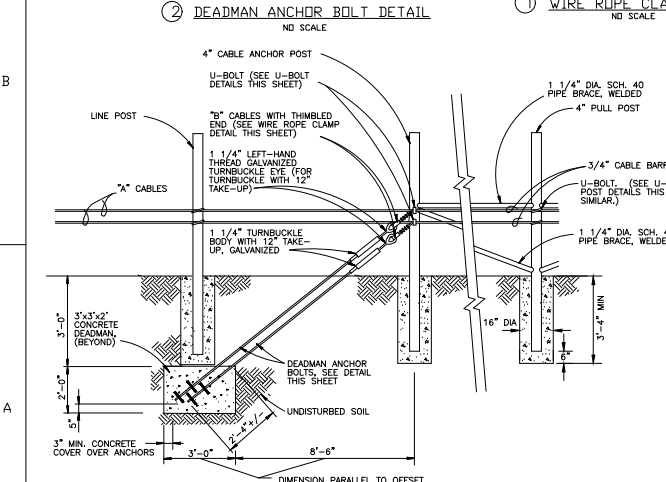 2 DEADMAN ANCHOR BOLT DETAIL
NO SCALE
1 WIRE ROPE CLA
NO SCALE
B
4" CABLE ANCHOR POST
U-BOLT (SEE U-BOLT
DETAILS THIS SHEET)
LINE POST
"B" CABLES WITH THIMBLED
END (SEE WIRE ROPE CLAMP
DETAIL THIS SHEET)
1 1/4" LEFT-HAND
THREAD GALVANIZED
TURNBUCKLE EYE (FOR
TURNBUCKLE WITH 12"
TAKE-UP)
"A" CABLES
1 1/4" TURNBUCKLE
BODY WITH 12" TAKE-
UP, GALVANIZED
1 1/4" DIA. SCH. 40
PIPE BRACE, WELDED
4" PULL POST
3/4" CABLE BARR
U-BOLT. (SEE U-
POST DETAILS THIS
SIMILAR.)
1 1/4" DIA. SCH. 4
PIPE BRACE, WELDE
3'-0"
3'x3'x2'
CONCRETE
DEADMAN,
(BEYOND)
16" DIA
3'-4" MIN
6"
A
2'-0"
5"
DEADMAN ANCHOR
BOLTS, SEE DETAIL
THIS SHEET
UNDISTURBED SOIL
2'-4"+/-
3" MIN. CONCRETE
COVER OVER ANCHORS
3'-0"
8'-6"
DIMENSION PARALLEL TO OFFSET